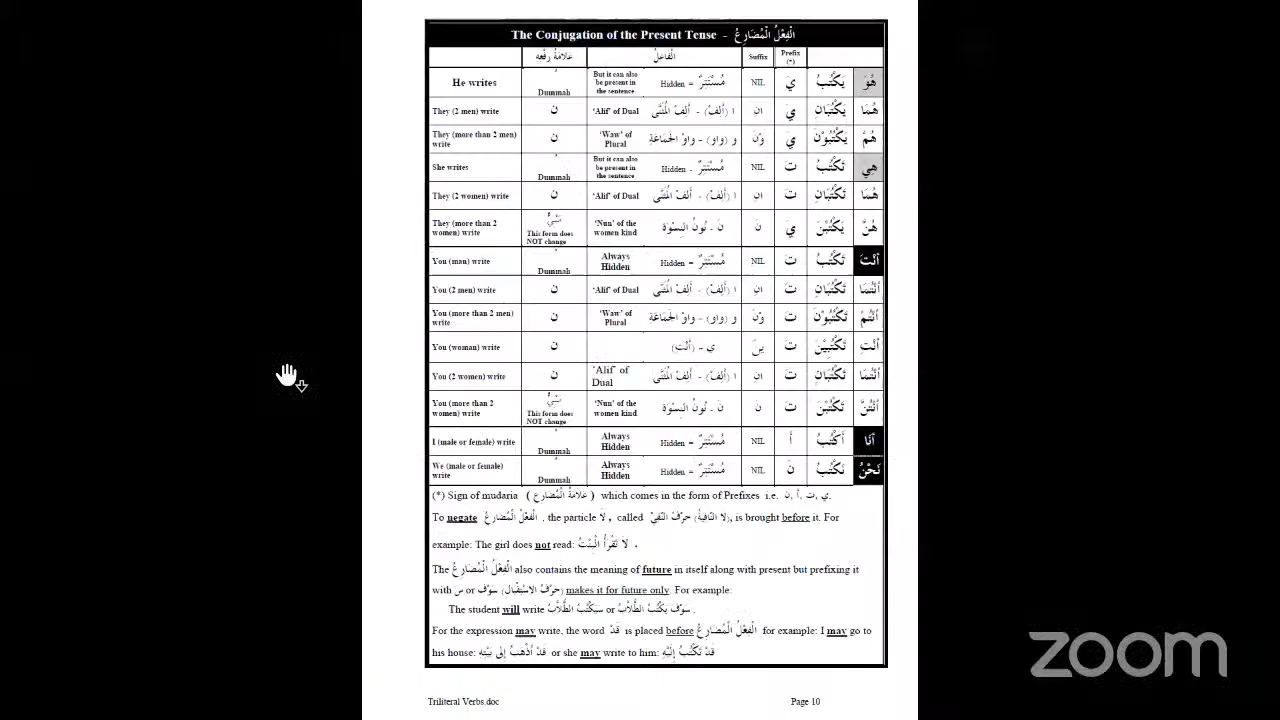 The Conjugation of the Present Tense - الْفِعْلُ الْمُضَارِعُ
عَلَامَةُ رَفْعِهِ الْفَاعِلُ Suffix Prefix (*)
He writes Dummah But it can also be present in the sentence Hidden = مُسْتَتِرٌ NIL يَ يَكْتُبُ هُوَ
They (2 men) write ن ‘Alif’ of Dual ا (أَلِفْ) - أَلِفْ الْمُثَنَّى انِ يَ يَكْتُبَانِ هُمَا
They (more than 2 men) write ن ‘Waw’ of Plural و (واو) - واوْ الجَمَاعَةِ وْنَ يَ يَكْتُبُوْنَ هُمْ
She writes Dummah But it can also be present in the sentence Hidden - مُسْتَتِرٌ NIL تَ تَكْتُبُ هِي
They (2 women) write ن ‘Alif’ of Dual ا (أَلِفْ) - أَلِفْ الْمُثَنَّى انِ تَ تَكْتُبَانِ هُمَا
They (more than 2 women) write مَبْنِيٌّ This form does NOT change ‘Nun’ of the women kind نَ - نُونُ النِسْوَة نَ يَ يَكْتُبْنَ هُنَّ
You (man) write Dummah Always Hidden Hidden = مُسْتَتِرٌ NIL تَ تَكْتُبُ أَنْتَ
You (2 men) write ن ‘Alif’ of Dual ا (أَلِفْ) - أَلِفْ الْمُثَنَّى انِ تَ تَكْتُبَانِ أَنْتُمَا
You (more than 2 men) write ن ‘Waw’ of Plural و (واو) - واوْ الجَمَاعَةِ وْنَ تَ تَكْتُبُوْنَ أَنْتُمْ
You (woman) write ن ي - (أَنْتِ) ينَ تَ تَكْتُبِيْنَ أَنْتِ
You (2 women) write ن ‘Alif’ of Dual ا (أَلِفْ) - أَلِفْ الْمُثَنَّى انِ تَ تَكْتُبَانِ أَنْتُمَا
You (more than 2 women) write مَبْنِيٌّ This form does NOT change ‘Nun’ of the women kind نَ - نُونُ النِسْوَة نَ تَ تَكْتُبْنَ أَنْتُنَّ
I (male or female) write Dummah Always Hidden Hidden = مُسْتَتِرٌ NIL أَ أَكْتُبُ أَنَا
We (male or female) write Dummah Always Hidden Hidden = مُسْتَتِرٌ NIL نَ نَكْتُبُ نَحْنُ
(*) Sign of mudaria ( عَلَامَةُ الْمُضَارِع ) which comes in the form of Prefixes i.e. ي, ت, أ, ن.
To negate الْفِعْلُ الْمُضَارِعُ , the particle لَا , called (لا النَّافِيةُ) حَرْفُ النَّفِيّْ, is brought before it. For
example: The girl does not read: لَا تَقْرَأُ الْبِنْتُ .
The الْفِعْلُ الْمُضَارِعُ also contains the meaning of future in itself along with present but prefixing it
with سَ or سَوْفَ (حَرْفُ الاسْتِقْبَال) makes it for future only. For example:
The student will write سَيَكْتُبُ الطُّلَّابُ or سَوْفَ يَكْتُبُ الطُّلَّابُ .
For the expression may write, the word قَدْ is placed before الْفِعْلُ الْمُضَارِعُ for example: I may go to
his house: قَدْ أَذْهَبُ إِلَى بَيْتِهِ or she may write to him: قَدْ تَكْتُبُ إِلَيْهِ
Triliteral Verbs.doc Page 10
zoom